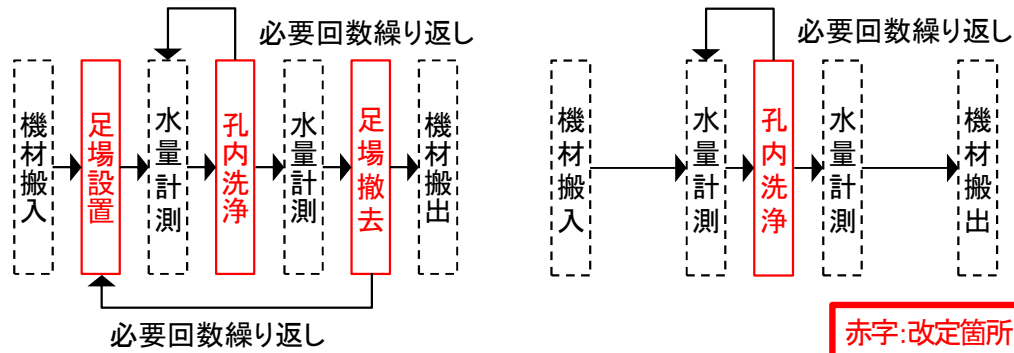 必要回数繰り返し
機材搬入
足場設置
水量計測
孔内洗浄
水量計測
足場撤去
機材搬出
必要回数繰り返し
必要回数繰り返し
機材搬入
水量計測
孔内洗浄
水量計測
機材搬出
赤字:改定箇所